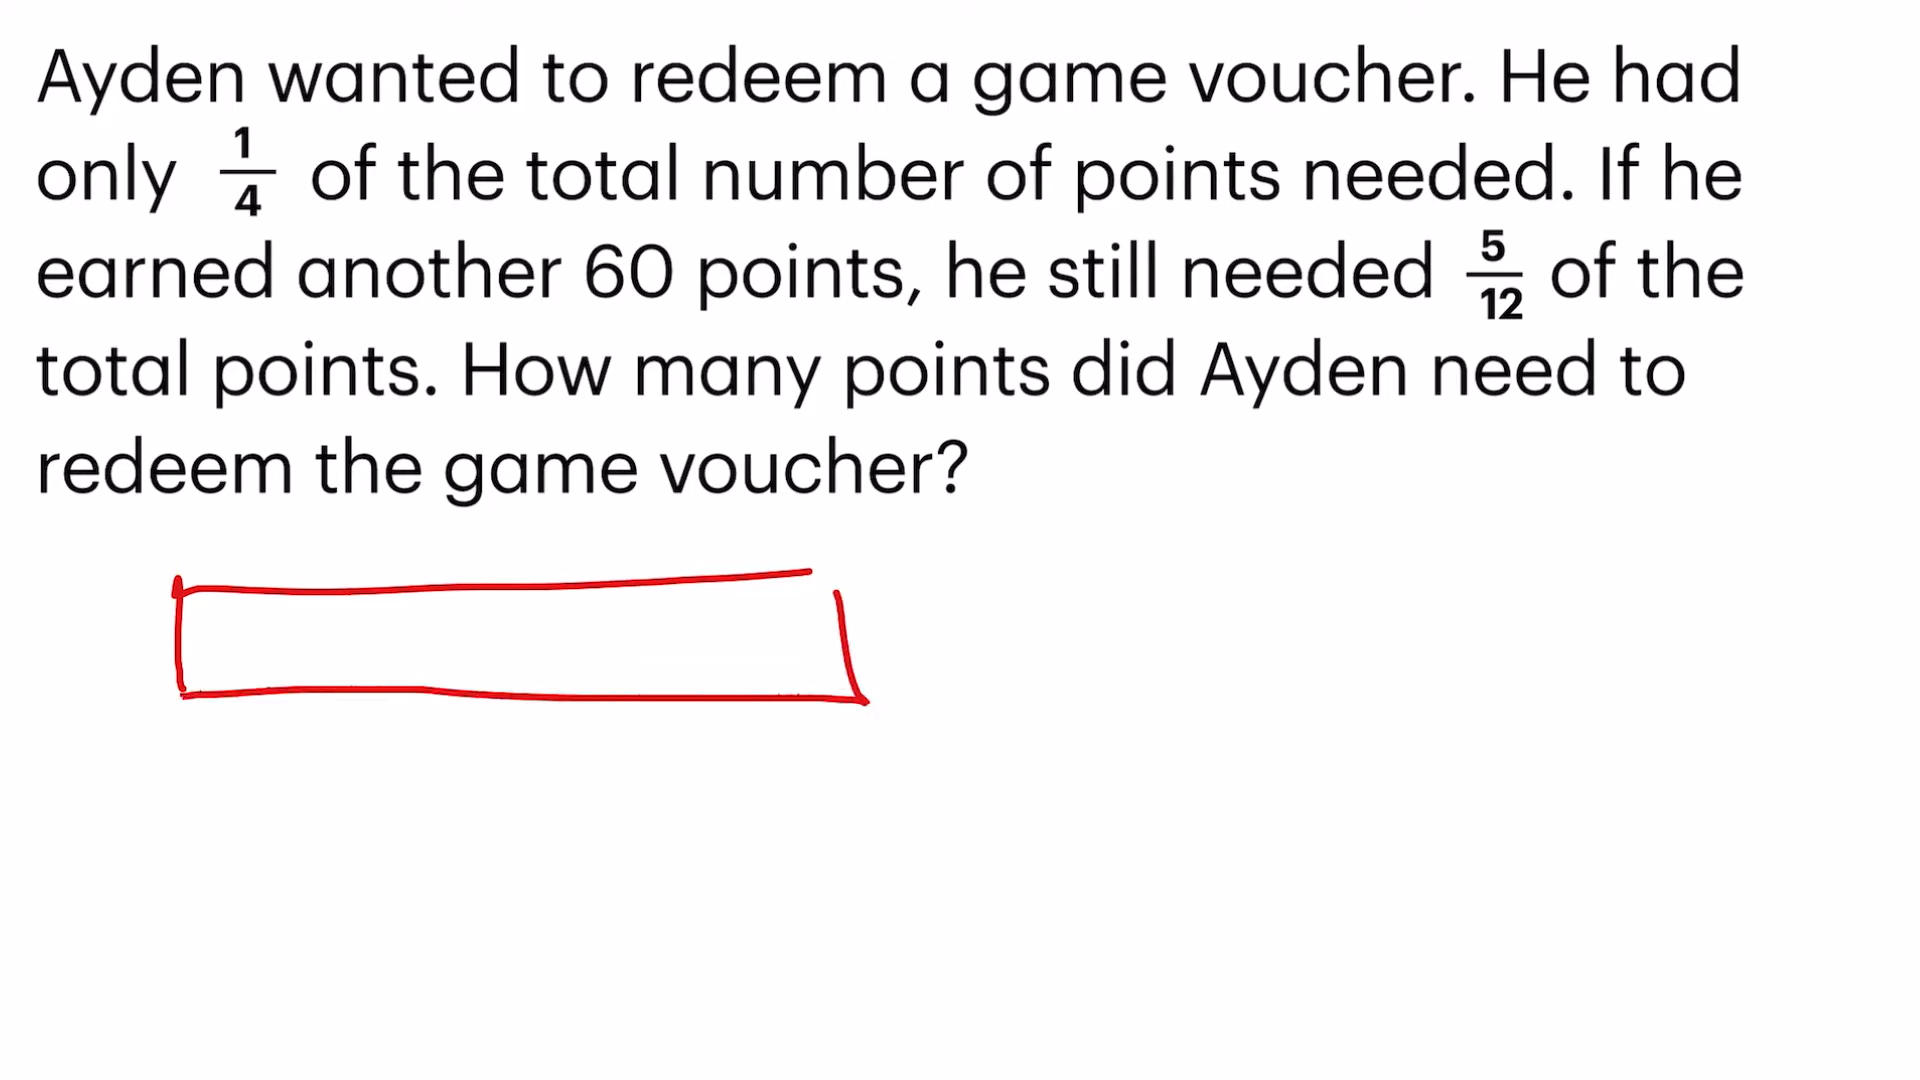 Ayden wanted to redeem a game voucher. He had
only 1/4 of the total number of points needed. If he
earned another 60 points, he still needed 5/12 of the
total points. How many points did Ayden need to
redeem the game voucher?